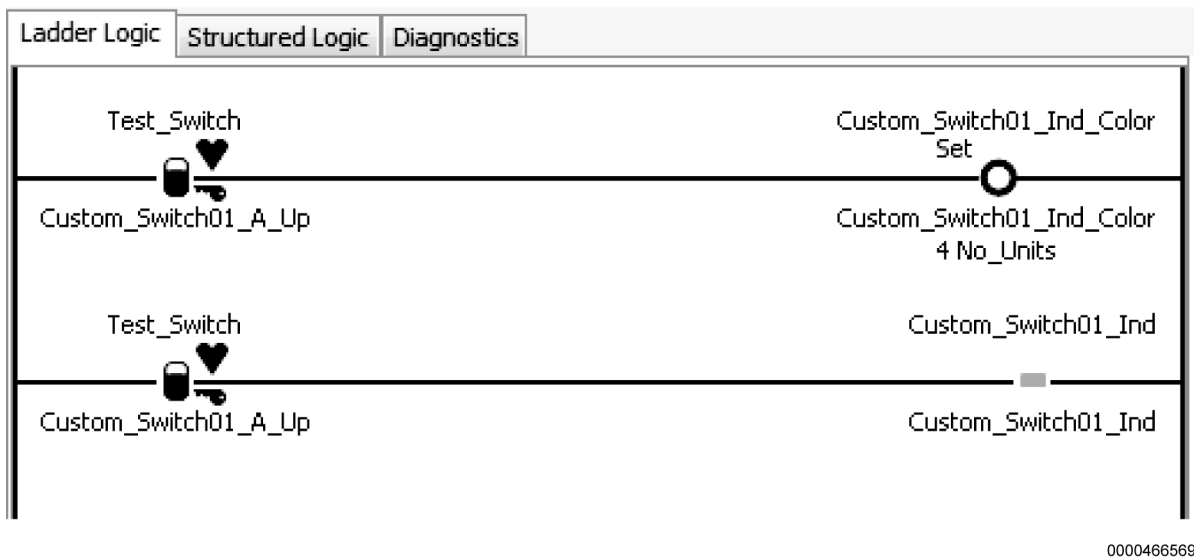 Ladder Logic Structured Logic Diagnostics
Test_Switch Custom_Switch01_Ind_Color
Set
Custom_Switch01_A_Up Custom_Switch01_Ind_Color
4 No_Units
Test_Switch Custom_Switch01_Ind
Custom_Switch01_A_Up Custom_Switch01_Ind
0000466569